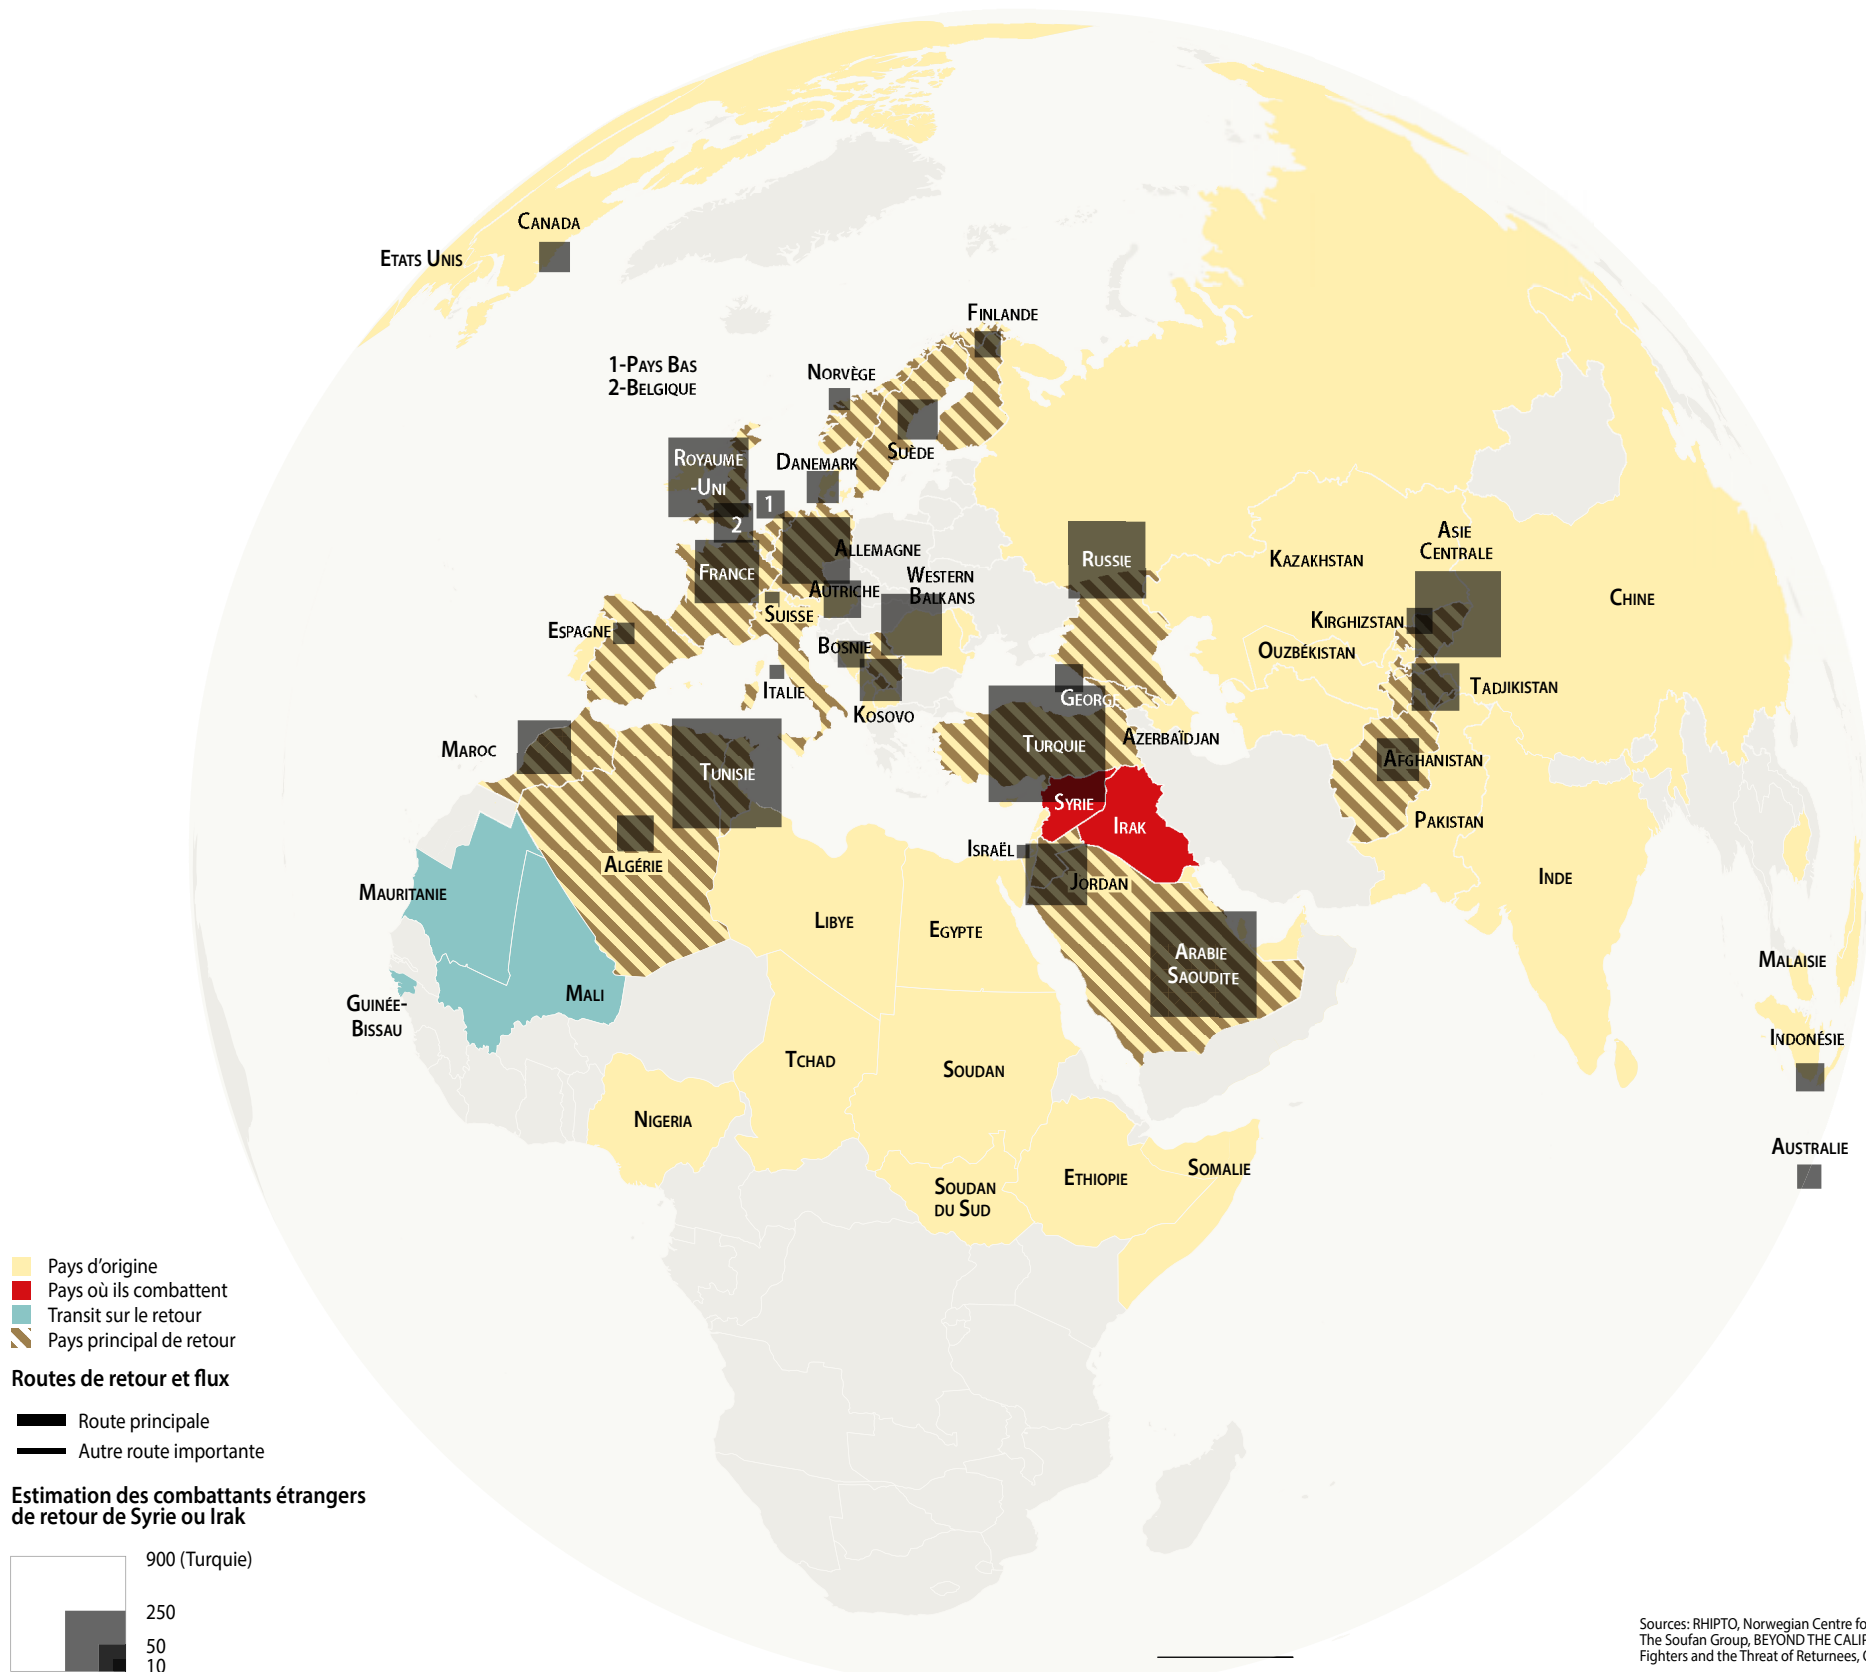 Canada
Etats Unis
Finlande
1-Pays Bas
2-Belgique
Norvège
Suède
Royaume
-Uni
Danemark
1
2
Allemagne
France
Autriche
Western
Balkans
Suisse
Espagne
Bosnie
Italie
Kosovo
Russie
Kazakhstan
Asie
Centrale
Chine
Kirghizstan
Ouzbékistan
Tadjikistan
George
Turquie
Azerbaïdjan
Afghanistan
Pakistan
Maroc
Tunisie
Syrie
Irak
Israël
Jordan
Algérie
Mauritanie
Libye
Egypte
Inde
Arabie
Saoudite
Malaisie
Guinée-
Bissau
Mali
Indonésie
Tchad
Soudan
Nigeria
Australie
Ethiopie
Somalie
Soudan
du Sud
Pays d'origine
Pays où ils combattent
Transit sur le retour
Pays principal de retour
Routes de retour et flux
Route principale
Autre route importante
Estimation des combattants étrangers
de retour de Syrie ou Irak
900 (Turquie)
250
50
10
Sources: RHIPTO, Norwegian Centre fo
The Soufan Group, BEYOND THE CALIP
Fighters and the Threat of Returnees,